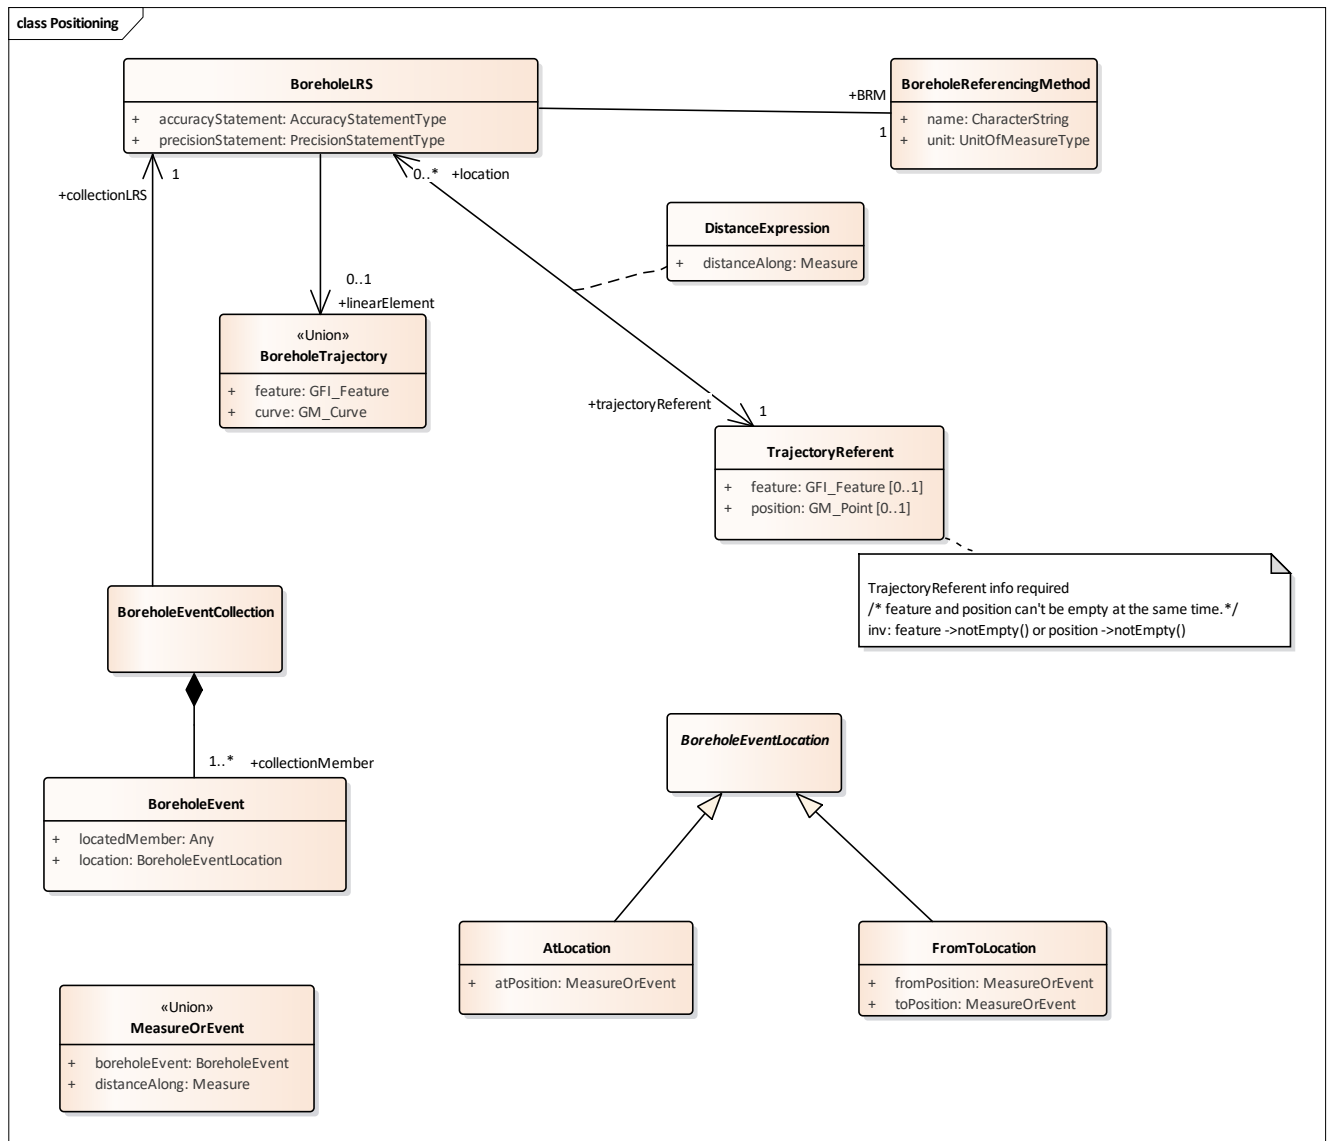 class Positioning
BoreholeLRS
+ accuracyStatement: AccuracyStatementType
+ precisionStatement: PrecisionStatementType
+BRM
1
BoreholeReferencingMethod
+ name: CharacterString
+ unit: UnitOfMeasureType
+collectionLRS
1
0..* +location
DistanceExpression
+ distanceAlong: Measure
0..1
+linearElement
«Union»
BoreholeTrajectory
+ feature: GFI_Feature
+ curve: GM_Curve
+trajectoryReferent
1
TrajectoryReferent
+ feature: GFI_Feature [0..1]
+ position: GM_Point [0..1]
TrajectoryReferent info required
/* feature and position can't be empty at the same time.*/
inv: feature ->notEmpty() or position ->notEmpty()
BoreholeEventCollection
1..* +collectionMember
BoreholeEvent
+ locatedMember: Any
+ location: BoreholeEventLocation
BoreholeEventLocation
AtLocation
+ atPosition: MeasureOrEvent
FromToLocation
+ fromPosition: MeasureOrEvent
+ toPosition: MeasureOrEvent
«Union»
MeasureOrEvent
+ boreholeEvent: BoreholeEvent
+ distanceAlong: Measure